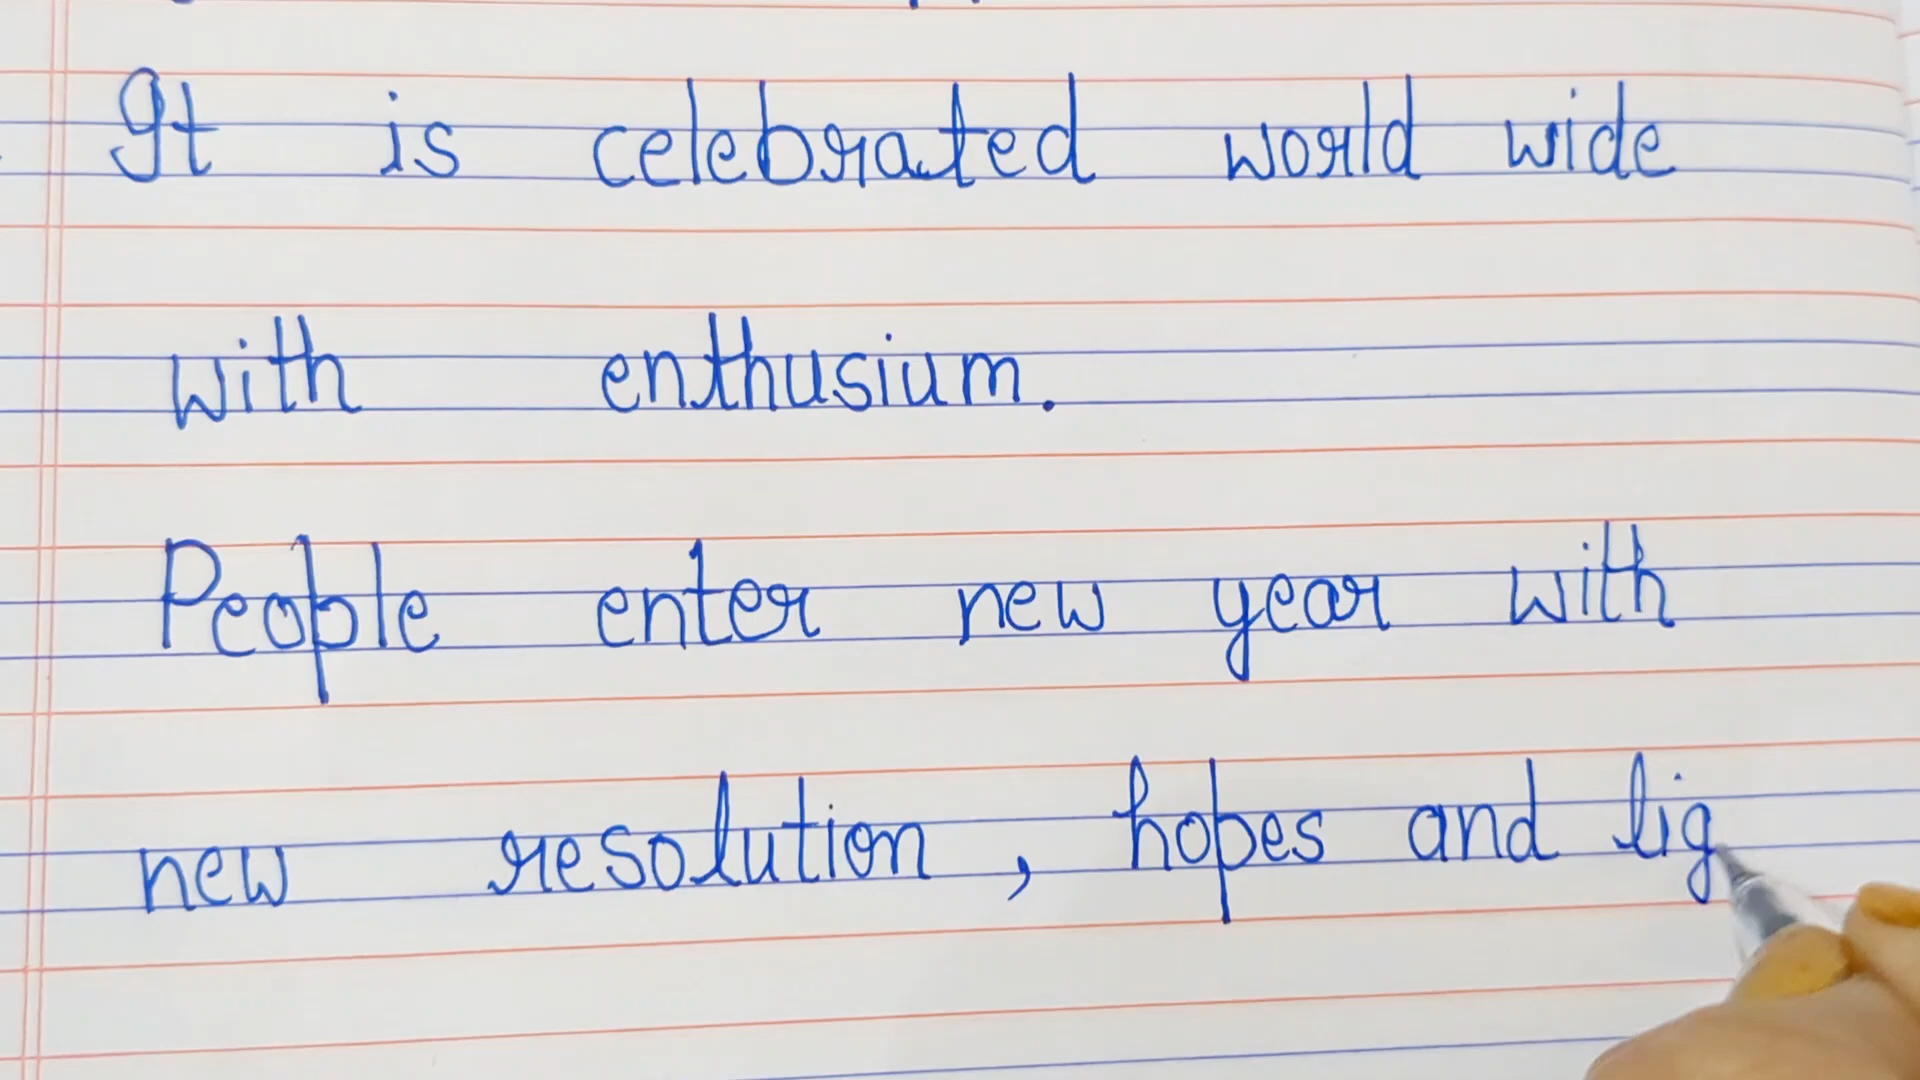 It is celebrated world wide
with enthusium.
People enter new year with
new resolution, hopes and lig